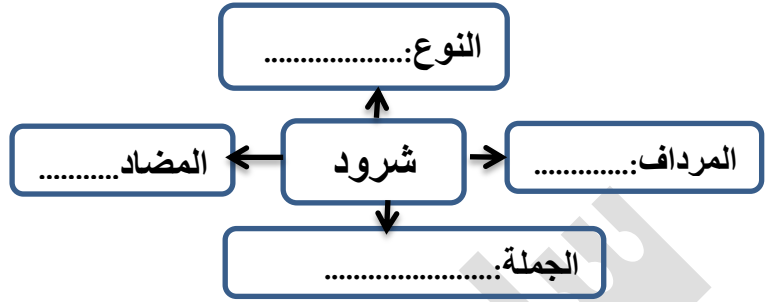 النوع:...................
المرداف:.............
شرود
المضاد...........
الجملة:.......................